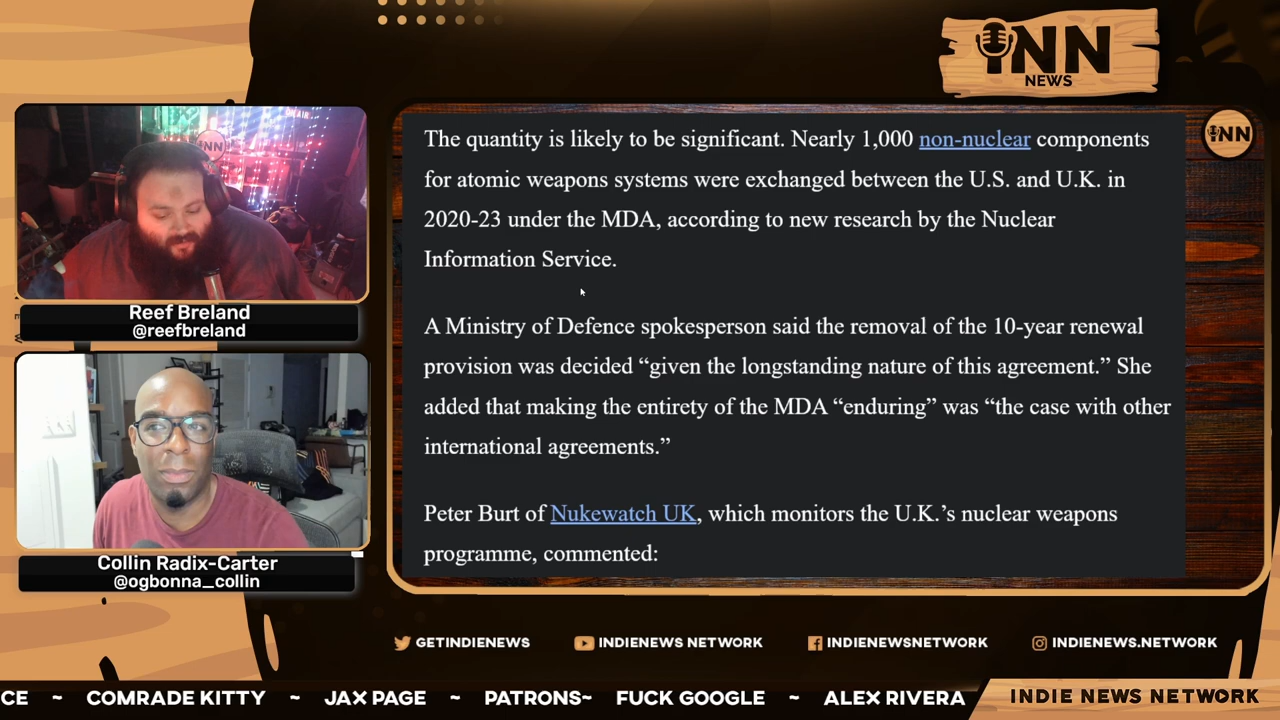 iNN
NEWS
iNN
The quantity is likely to be significant. Nearly 1,000 non-nuclear components
for atomic weapons systems were exchanged between the U.S. and U.K. in
2020-23 under the MDA, according to new research by the Nuclear
Information Service.
A Ministry of Defence spokesperson said the removal of the 10-year renewal
provision was decided “given the longstanding nature of this agreement.” She
added that making the entirety of the MDA “enduring” was “the case with other
international agreements.”
Peter Burt of Nukewatch UK, which monitors the U.K.’s nuclear weapons
programme, commented:
Reef Breland
@reefbreland
Collin Radix-Carter
@ogbonna_collin
GETINDIENEWS
INDIENEWS NETWORK
INDIENEWSNETWORK
INDIENEWS.NETWORK
CE ~ COMRADE KITTY ~ JAX PAGE ~ PATRONS~ FUCK GOOGLE ~ ALEX RIVERA
INDIE NEWS NETWORK